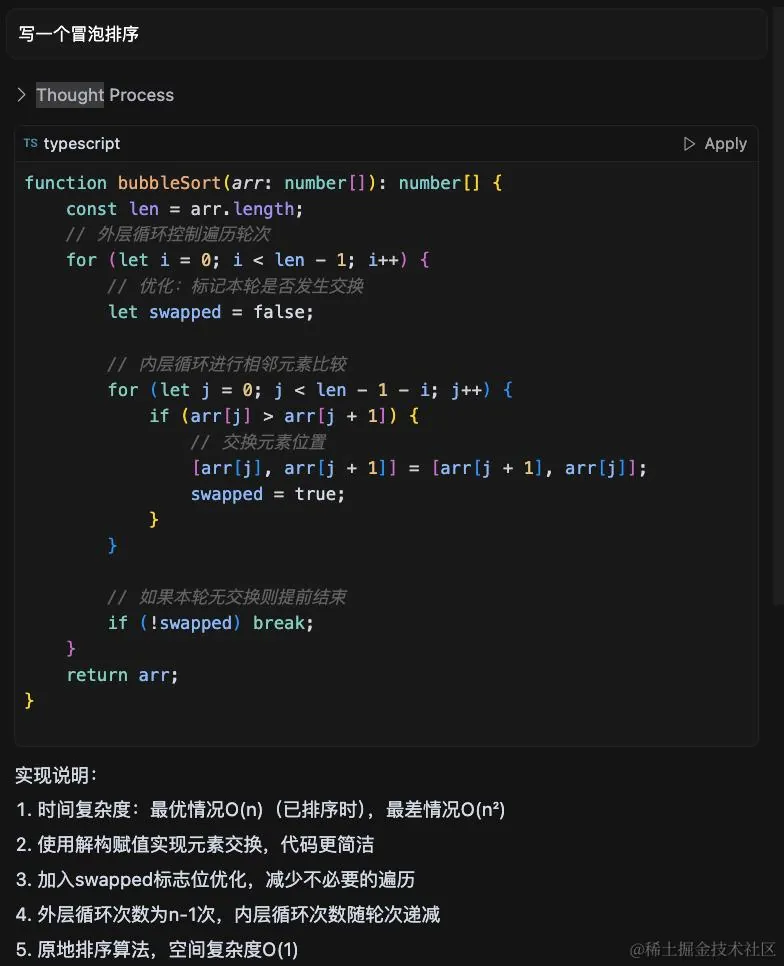 写一个冒泡排序
Thought Process
TS typescript
Apply
function bubbleSort(arr: number[]): number[] {
    const len = arr.length;
    // 外层循环控制遍历轮次
    for (let i = 0; i < len - 1; i++) {
        // 优化：标记本轮是否发生交换
        let swapped = false;

        // 内层循环进行相邻元素比较
        for (let j = 0; j < len - 1 - i; j++) {
            if (arr[j] > arr[j + 1]) {
                // 交换元素位置
                [arr[j], arr[j + 1]] = [arr[j + 1], arr[j]];
                swapped = true;
            }
        }

        // 如果本轮无交换则提前结束
        if (!swapped) break;
    }
    return arr;
}
实现说明：
1. 时间复杂度：最优情况O(n)（已排序时），最差情况O(n²)
2. 使用解构赋值实现元素交换，代码更简洁
3. 加入swapped标志位优化，减少不必要的遍历
4. 外层循环次数为n-1次，内层循环次数随轮次递减
5. 原地排序算法，空间复杂度O(1)
@稀土掘金技术社区